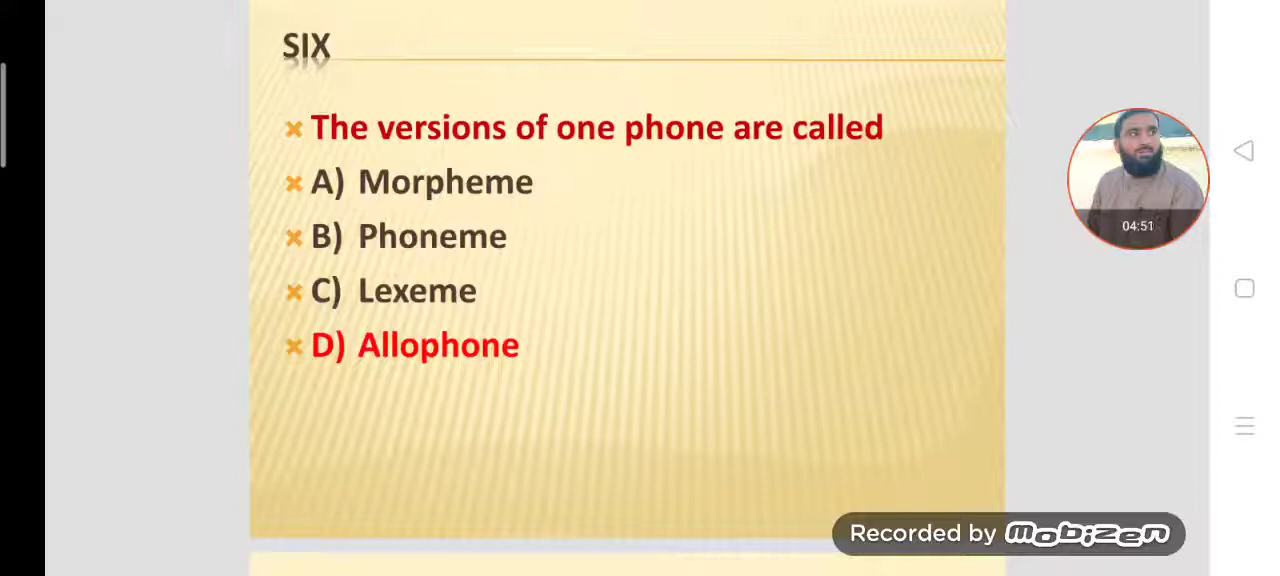 SIX
The versions of one phone are called
A) Morpheme
B) Phoneme
C) Lexeme
D) Allophone
04:51
Recorded by Mobizen